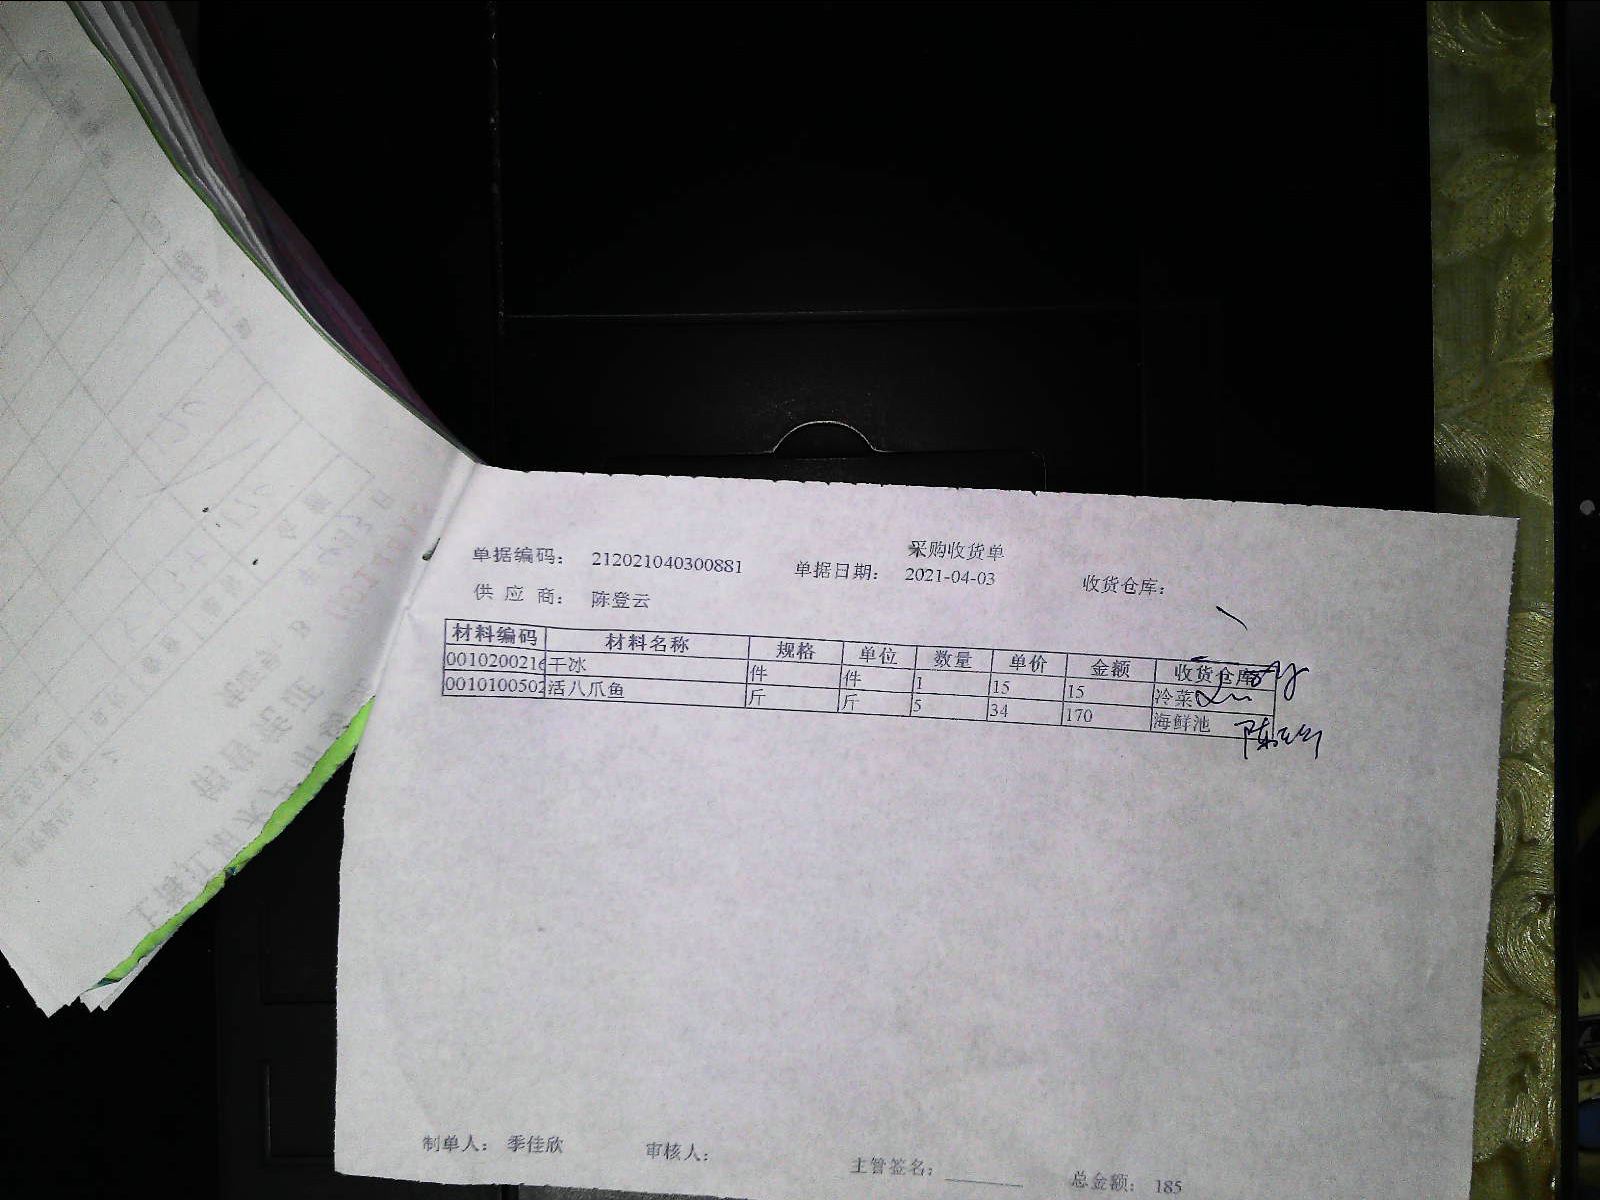 采购收货单
单据编码： 212021040300881 单据日期： 2021-04-03 收货仓库：
供 应 商： 陈登云
材料编码 材料名称 规格 单位 数量 单价 金额 收货仓库
0010200216 干冰 件 件 1 15 15 冷菜
0010100502 活八爪鱼 斤 斤 5 34 170 海鲜池
制单人： 季佳欣 审核人： 主管签名： 总金额： 185